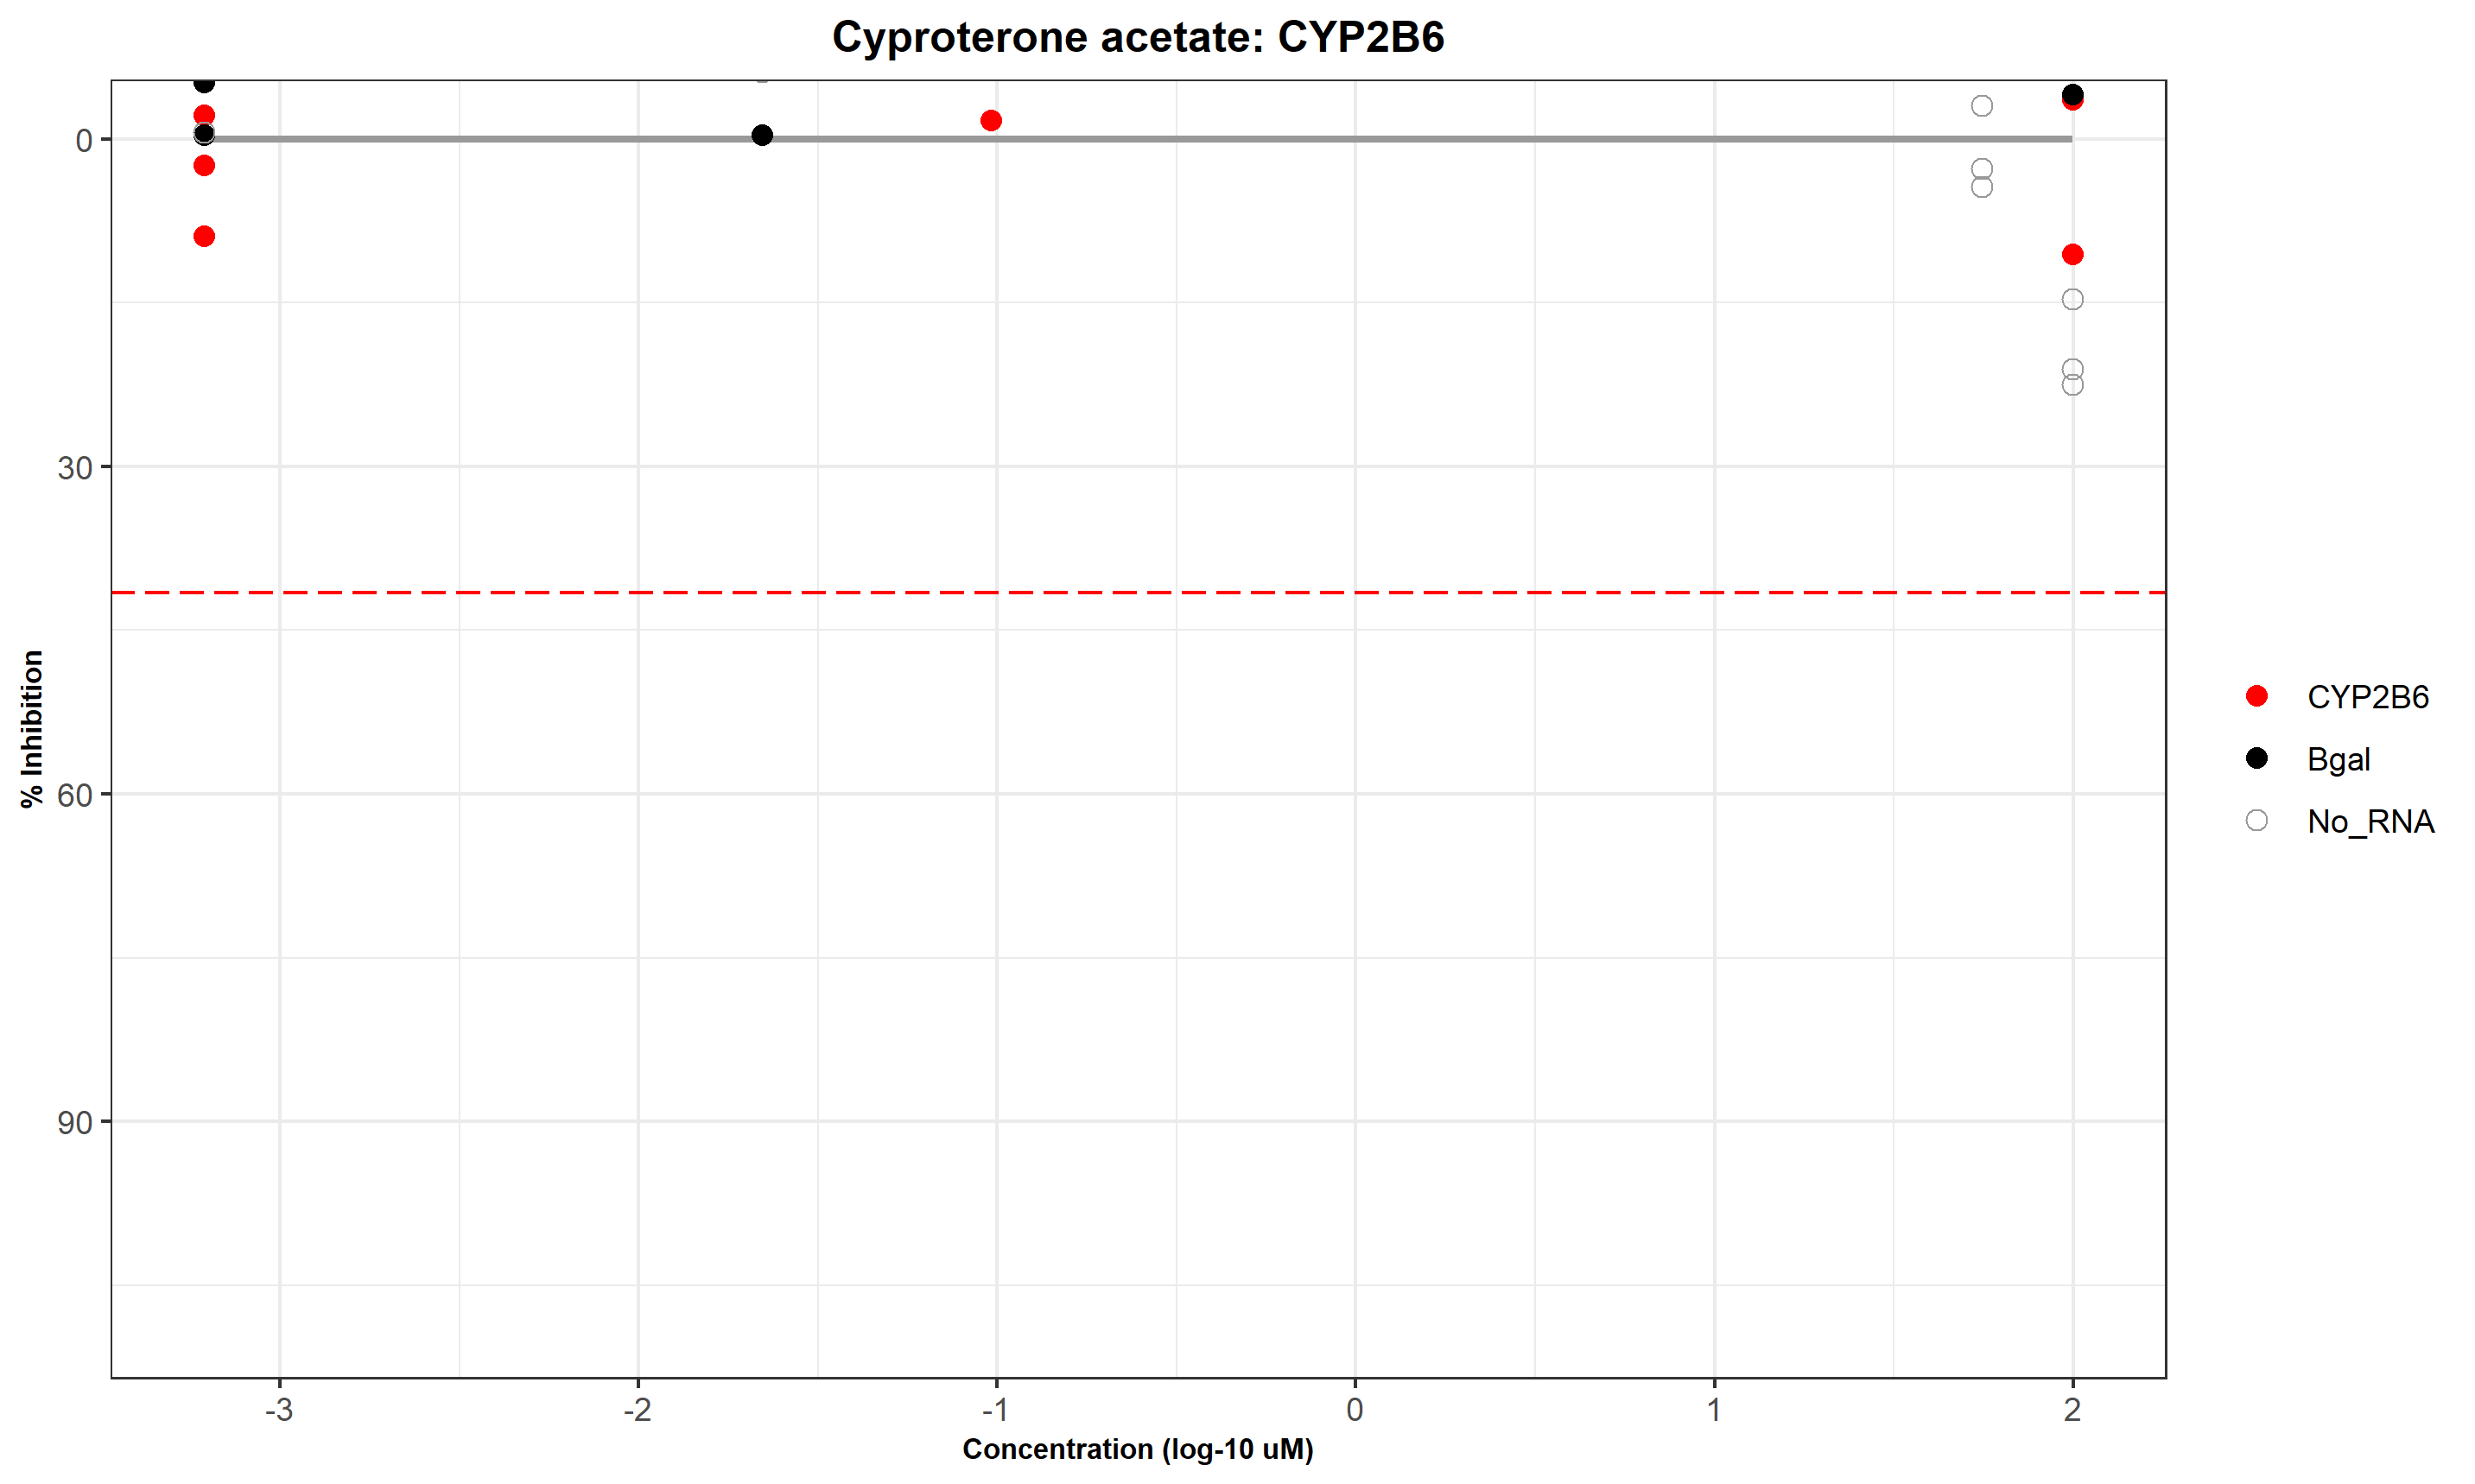 Cyproterone acetate: CYP2B6
0
30
60
90
% Inhibition
-3
-2
-1
0
1
2
Concentration (log-10 uM)
CYP2B6
Bgal
No_RNA